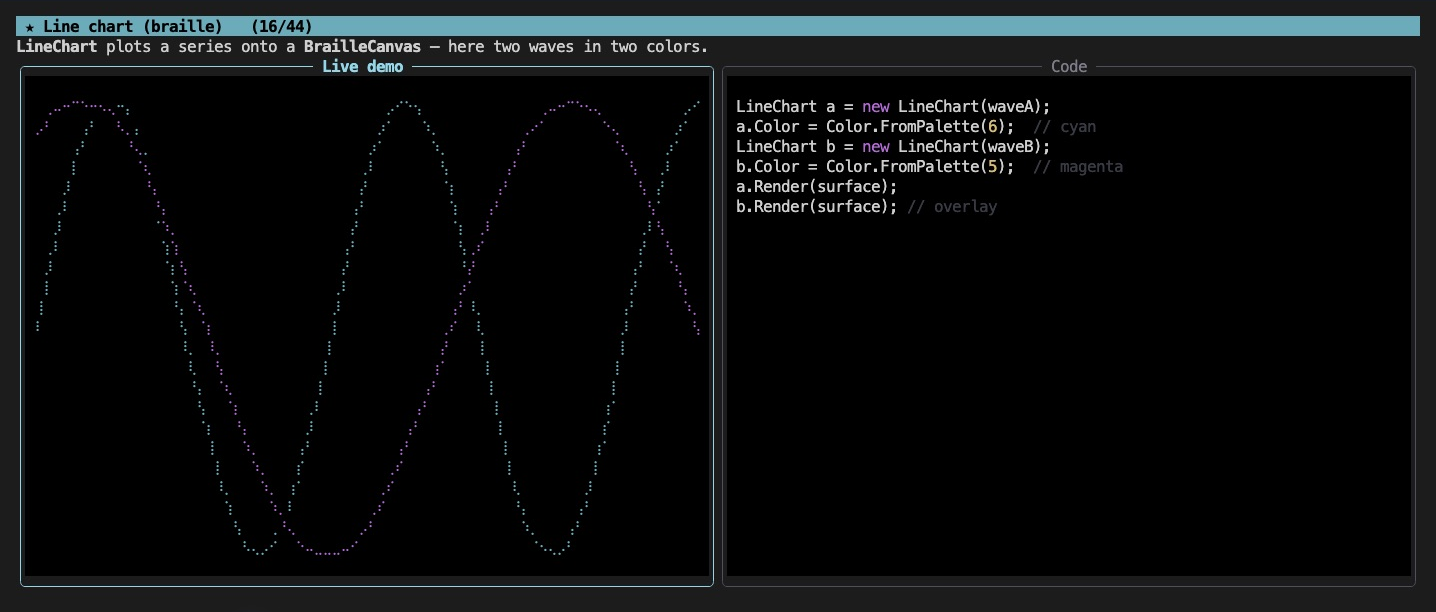 ★ Line chart (braille) (16/44)
LineChart plots a series onto a BrailleCanvas — here two waves in two colors.
Live demo
Code
LineChart a = new LineChart(waveA);
a.Color = Color.FromPalette(6); // cyan
LineChart b = new LineChart(waveB);
b.Color = Color.FromPalette(5); // magenta
a.Render(surface);
b.Render(surface); // overlay